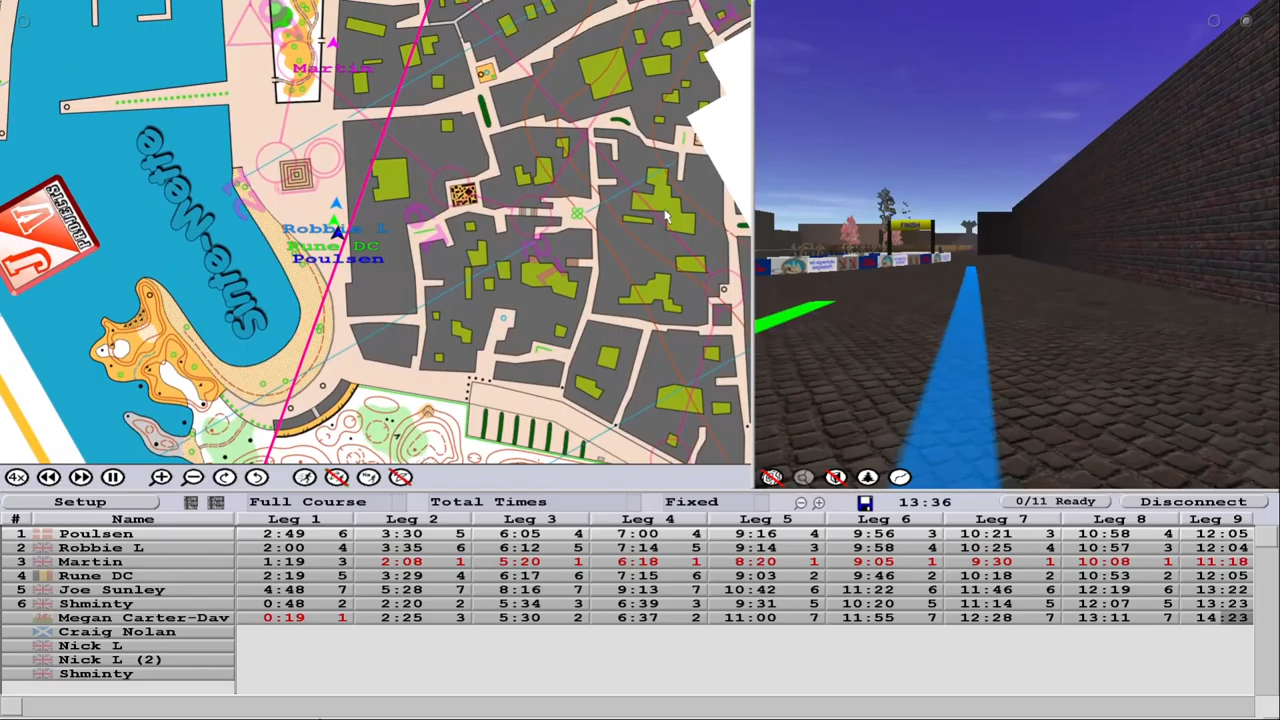 Martin
Sinte-Mette
PROJECTS
FINISH
Robbie L
Rune DC
Poulsen
4x
Setup Full Course Total Times Fixed 13:36 0/11 Ready Disconnect
# Name Leg 1 Leg 2 Leg 3 Leg 4 Leg 5 Leg 6 Leg 7 Leg 8 Leg 9
1 Poulsen 2:49 6 3:30 5 6:05 4 7:00 4 9:16 4 9:56 3 10:21 3 10:58 4 12:05
2 Robbie L 2:00 4 3:35 6 6:12 5 7:14 5 9:14 3 9:58 4 10:25 4 10:57 3 12:04
3 Martin 1:19 3 2:08 1 5:20 1 6:18 1 8:20 1 9:05 1 9:30 1 10:08 1 11:18
4 Rune DC 2:19 5 3:29 4 6:17 6 7:15 6 9:03 2 9:46 2 10:18 2 10:53 2 12:05
5 Joe Sunley 4:48 7 5:28 7 8:16 7 9:13 7 10:42 6 11:22 6 11:46 6 12:19 6 13:22
6 Shminty 0:48 2 2:20 2 5:34 3 6:39 3 9:31 5 10:20 5 11:14 5 12:07 5 13:23
Megan Carter-Dav 0:19 1 2:25 3 5:30 2 6:37 2 11:00 7 11:55 7 12:28 7 13:11 7 14:23
Craig Nolan
Nick L
Nick L (2)
Shminty